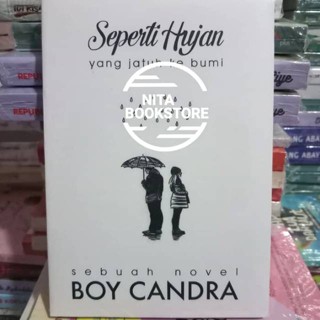 Seperti Hujan
yang jatuh ke bumi
NITA
BOOKSTORE
sebuah novel
BOY CANDRA